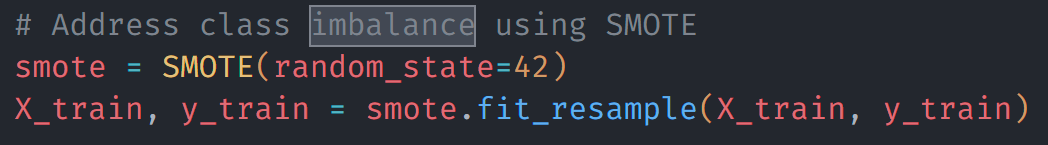 # Address class imbalance using SMOTE
smote = SMOTE(random_state=42)
X_train, y_train = smote.fit_resample(X_train, y_train)